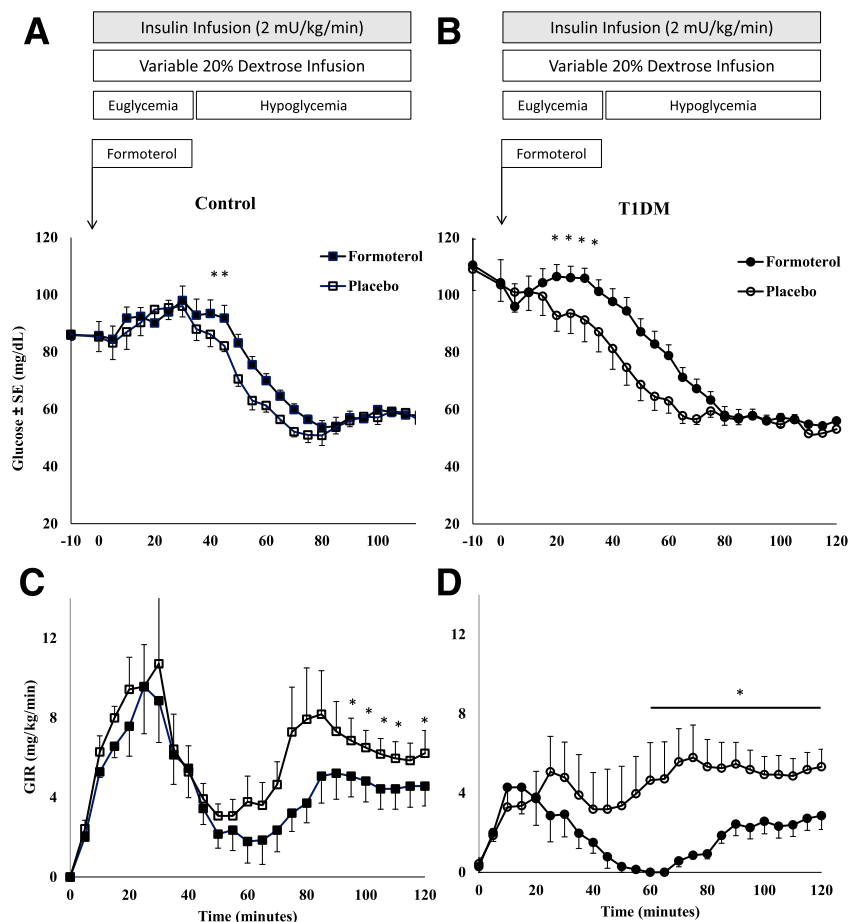 A
Insulin Infusion (2 mU/kg/min)
Variable 20% Dextrose Infusion
Euglycemia
Hypoglycemia
Formoterol
Control
120
100
80
60
40
20
-10 0 20 40 60 80 100
Glucose ± SE (mg/dL)
**
Formoterol
Placebo
B
Insulin Infusion (2 mU/kg/min)
Variable 20% Dextrose Infusion
Euglycemia
Hypoglycemia
Formoterol
T1DM
120
100
80
60
40
20
-10 0 20 40 60 80 100 120
* * * *
Formoterol
Placebo
C
12
8
4
0
GIR (mg/kg/min)
* * * * *
0 20 40 60 80 100 120
Time (minutes)
D
12
8
4
0
*
0 20 40 60 80 100 120
Time (minutes)